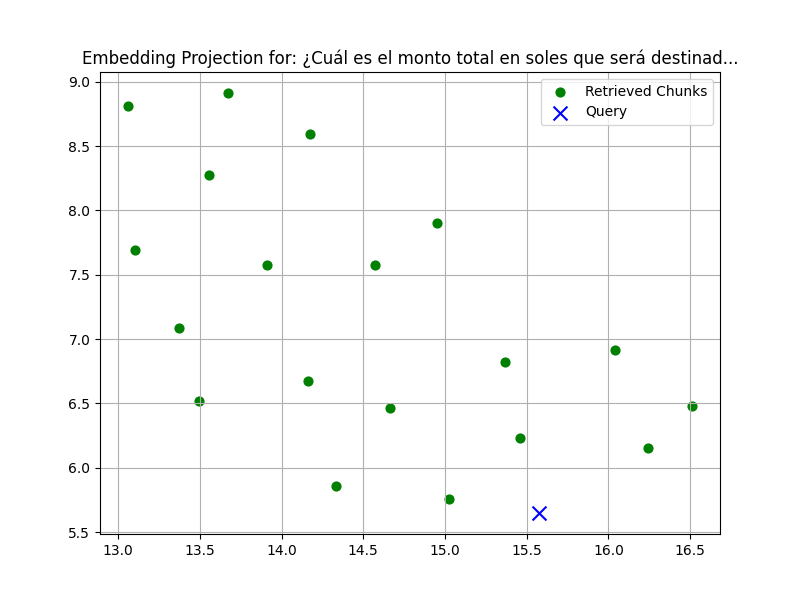 Embedding Projection for: ¿Cuál es el monto total en soles que será destinad...
Retrieved Chunks
Query
9.0
8.5
8.0
7.5
7.0
6.5
6.0
5.5
13.0 13.5 14.0 14.5 15.0 15.5 16.0 16.5